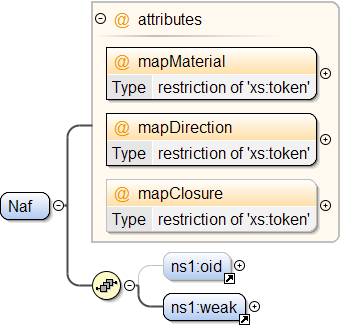 @ attributes
@ mapMaterial
Type restriction of 'xs:token'
@ mapDirection
Type restriction of 'xs:token'
@ mapClosure
Type restriction of 'xs:token'
Naf
ns1:oid
ns1:weak